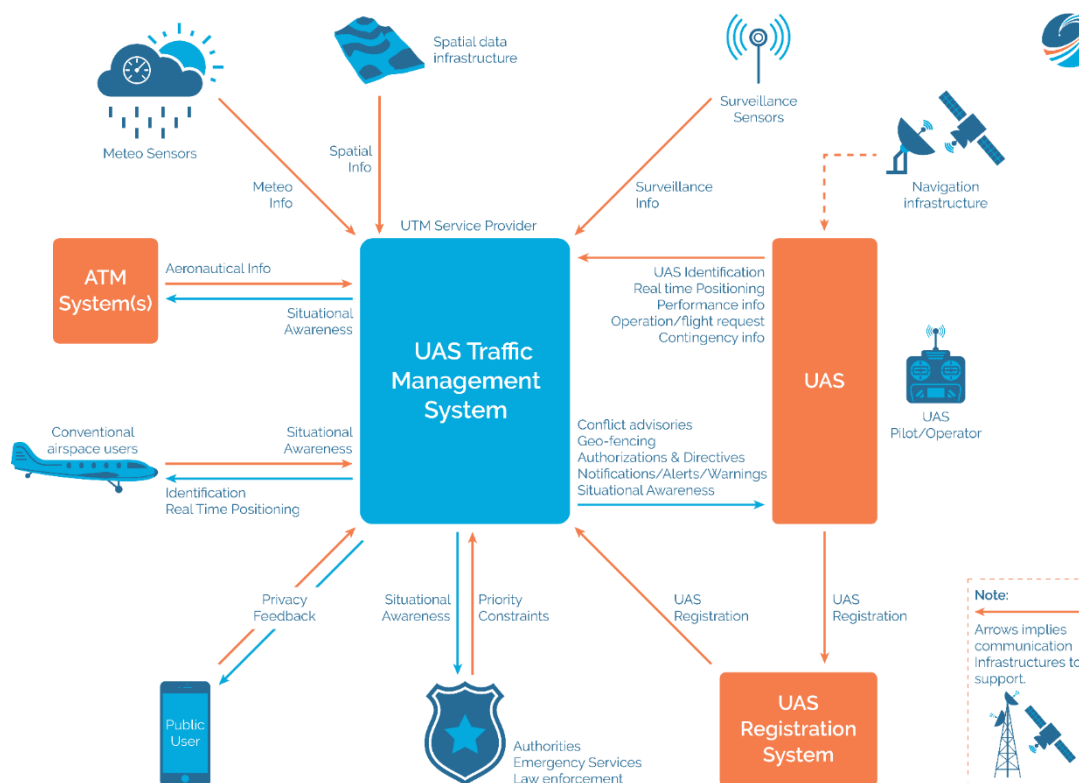 Spatial data
infrastructure
Surveillance
Sensors
Meteo Sensors
Navigation
infrastructure
Spatial
Info
Meteo
Info
Surveillance
Info
UTM Service Provider
ATM
System(s)
Aeronautical Info
Situational
Awareness
UAS Identification
Real time Positioning
Performance info
Operation/flight request
Contingency info
UAS Traffic
Management
System
UAS
UAS
Pilot/Operator
Conventional
airspace users
Situational
Awareness
Identification
Real Time Positioning
Conflict advisories
Geo-fencing
Authorizations & Directives
Notifications/Alerts/Warnings
Situational Awareness
Privacy
Feedback
Situational
Awareness
Priority
Constraints
UAS
Registration
UAS
Registration
Note:
Arrows implies
communication
Infrastructures to
support.
Public
User
Authorities
Emergency Services
Law enforcement
UAS
Registration
System